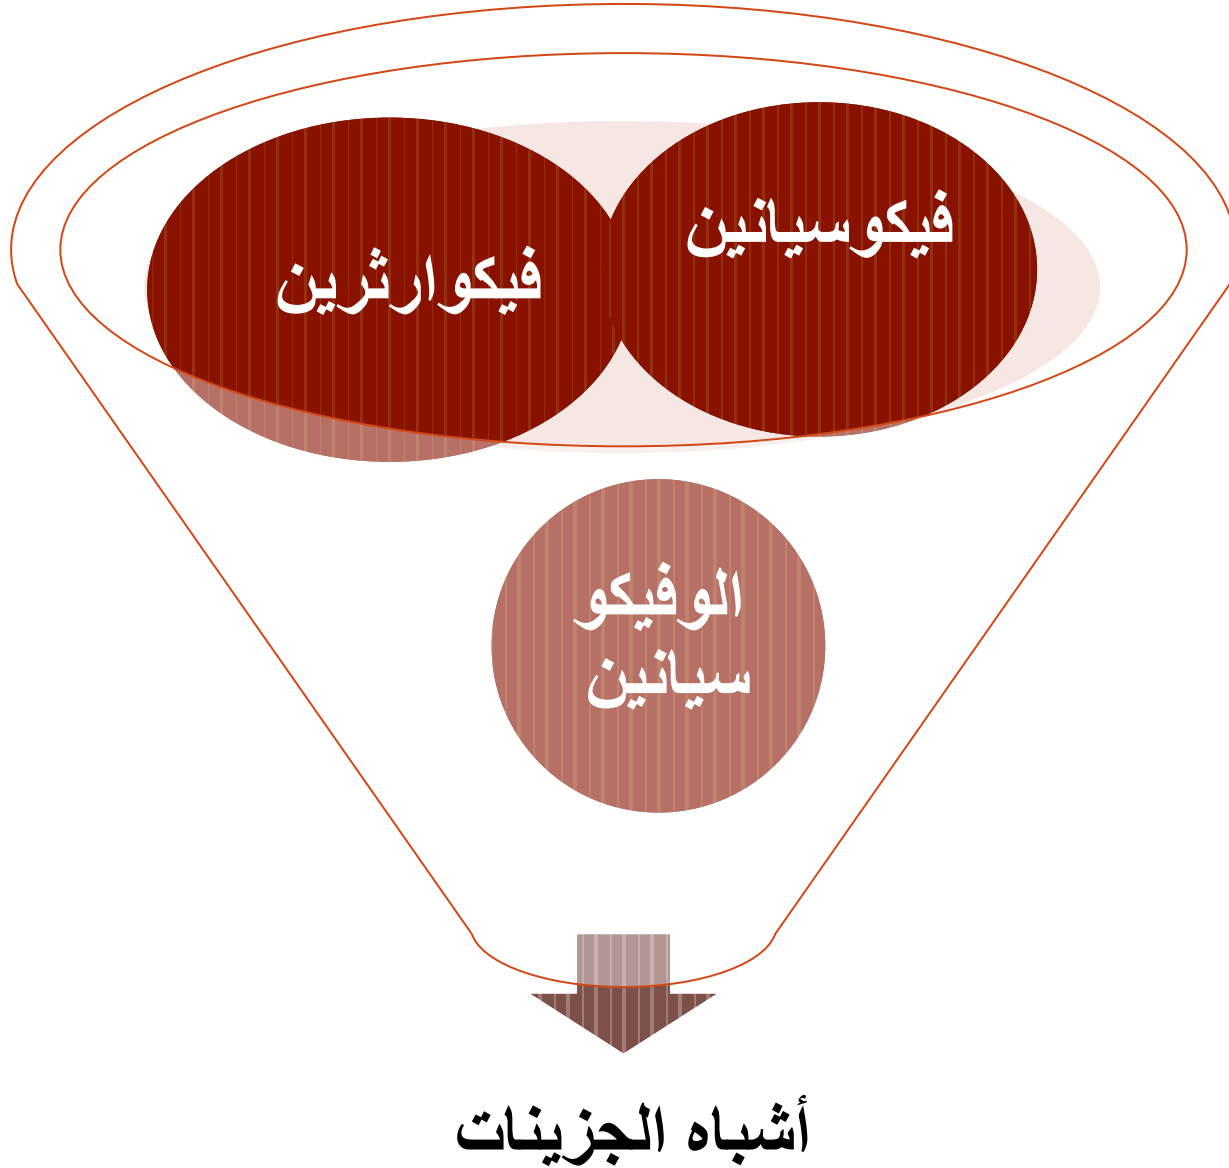 فيكوسيانين
فيكوارثرين
الوفيكو
سيانين
أشباه الجزينات